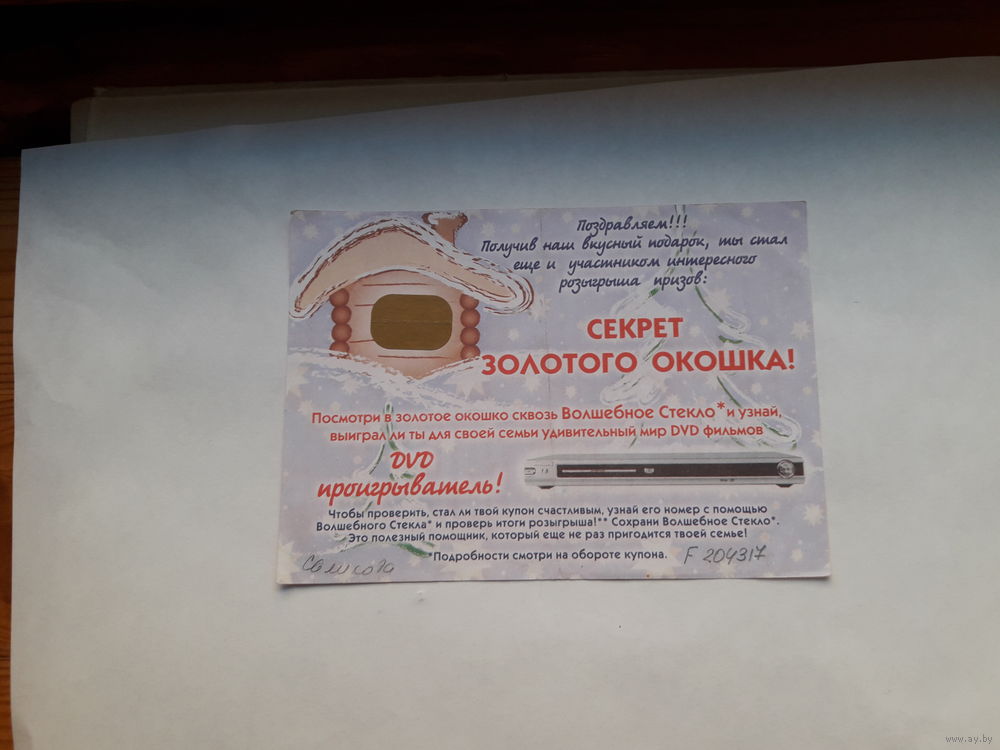 Поздравляем!!!
Получив наш вкусный подарок, ты стал
еще и участником интересного
розыгрыша призов:
СЕКРЕТ
ЗОЛОТОГО ОКОШКА!
Посмотри в золотое окошко сквозь Волшебное Стекло* и узнай,
выиграл ли ты для своей семьи удивительный мир DVD фильмов
DVD
проигрыватель!
Чтобы проверить, стал ли твой купон счастливым, узнай его номер с помощью
Волшебного Стекла* и проверь итоги розыгрыша!** Сохрани Волшебное Стекло*.
Это полезный помощник, который еще не раз пригодится твоей семье!
*Подробности смотри на обороте купона.
F 204317
www.ay.by